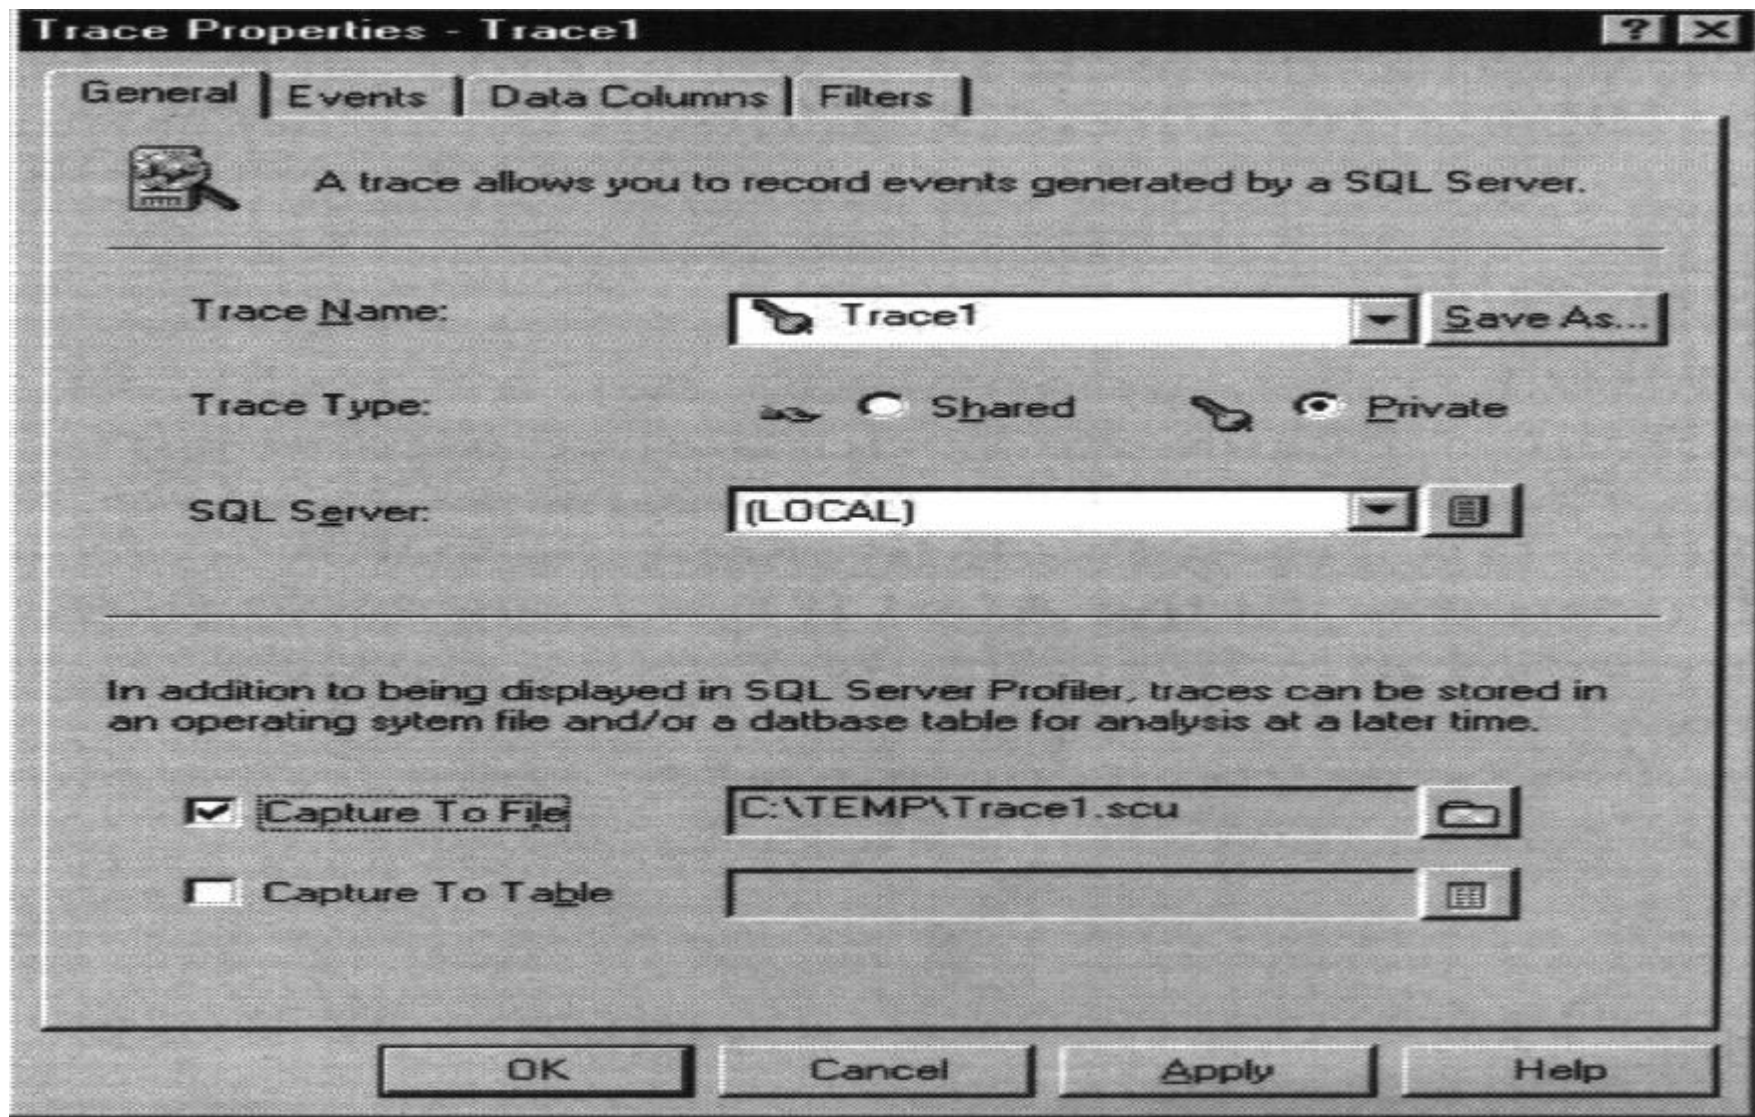 Trace Properties - Trace1
General Events Data Columns Filters
A trace allows you to record events generated by a SQL Server.
Trace Name: Trace1 Save As...
Trace Type: Shared Private
SQL Server: (LOCAL)
In addition to being displayed in SQL Server Profiler, traces can be stored in
an operating sytem file and/or a datbase table for analysis at a later time.
Capture To File C:\TEMP\Trace1.scu
Capture To Table
OK Cancel Apply Help